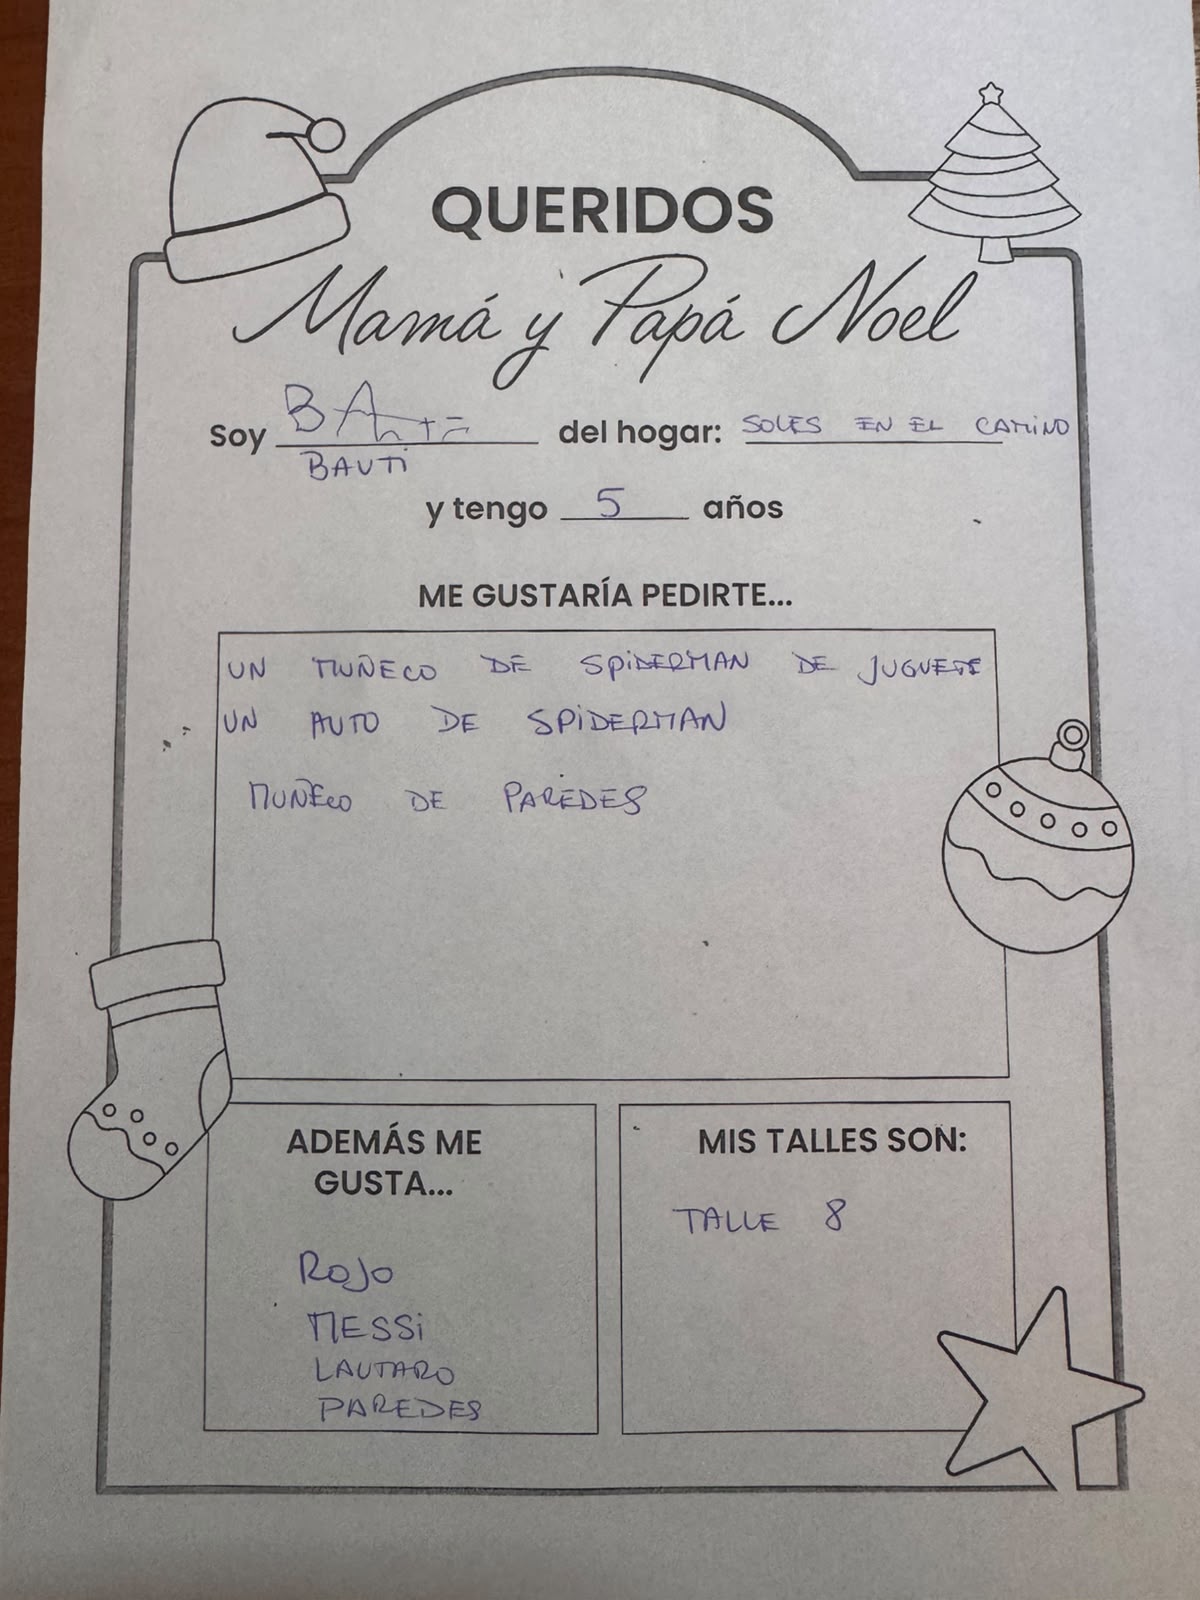 QUERIDOS
Mamá y Papá Noel
Soy BAUTi del hogar: SOLES EN EL CAMINO
BAUTi
y tengo 5 años
ME GUSTARÍA PEDIRTE...
UN MUÑECO DE SPiDERMAN DE JUGUETE
UN AUTO DE SPiDERMAN
MUÑECO DE PAREDES
ADEMÁS ME
GUSTA...
ROJO
MESSi
LAUTARO
PAREDES
MIS TALLES SON:
TALLE 8